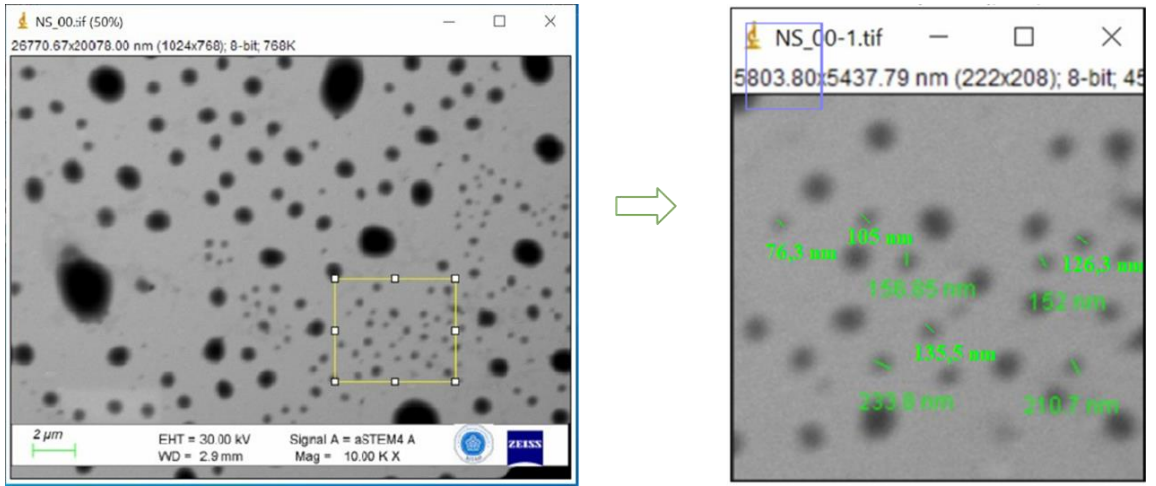 NS_00.tif (50%)
26770.67x20078.00 nm (1024x768); 8-bit; 768K
2 µm
EHT = 30.00 kV
Signal A = aSTEM4 A
WD = 2.9 mm
Mag = 10.00 K X
ZEISS
NS_00-1.tif
5803.80x5437.79 nm (222x208); 8-bit; 45
76,3 nm
105 nm
126,3 nm
156.85 nm
152 nm
135,5 nm
233.8 nm
210.7 nm